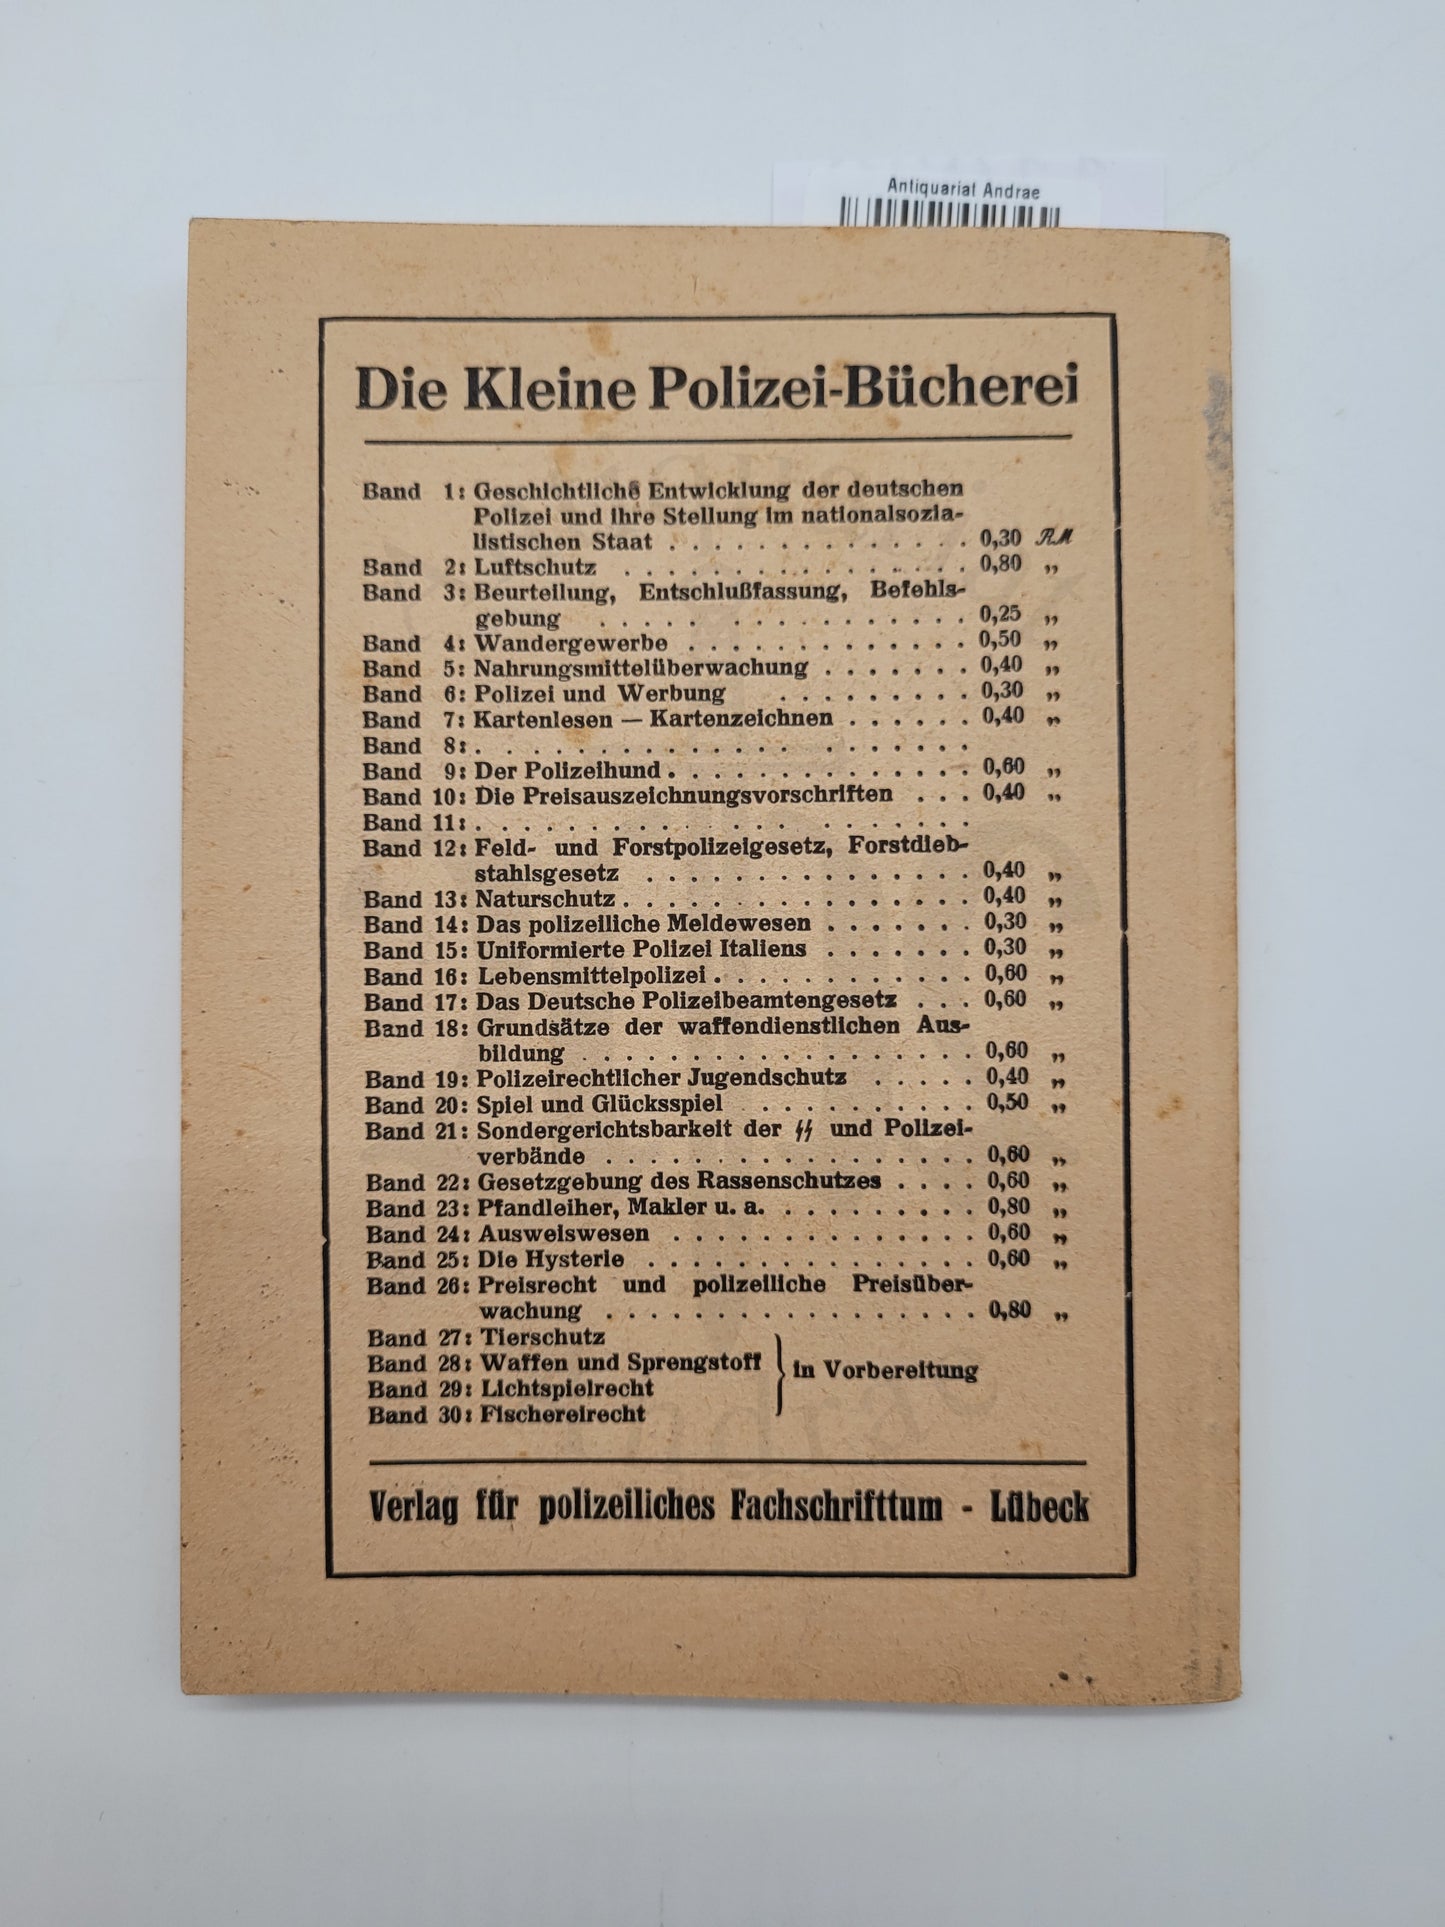 Antiquariat Andrae
Die Kleine Polizei-Bücherei
Band 1: Geschichtliche Entwicklung der deutschen
Polizei und ihre Stellung im nationalsozia-
listischen Staat . . . . . . . . . . . . . 0,30 RM
Band 2: Luftschutz . . . . . . . . . . . . . . . 0,80 „
Band 3: Beurteilung, Entschlußfassung, Befehls-
gebung . . . . . . . . . . . . . . 0,25 „
Band 4: Wandergewerbe . . . . . . . . . . . . . 0,50 „
Band 5: Nahrungsmittelüberwachung . . . . . . . 0,40 „
Band 6: Polizei und Werbung . . . . . . . . 0,30 „
Band 7: Kartenlesen — Kartenzeichnen . . . . . . 0,40 „
Band 8: . . . . . . . . . . . . . . . . .
Band 9: Der Polizeihund . . . . . . . . . . . . 0,60 „
Band 10: Die Preisauszeichnungsvorschriften . . . 0,40 „
Band 11: . . . . . . . . . . . . . . . . .
Band 12: Feld- und Forstpolizeigesetz, Forstdieb-
stahlsgesetz . . . . . . . . . . . . . 0,40 „
Band 13: Naturschutz . . . . . . . . . . . . . . 0,40 „
Band 14: Das polizeiliche Meldewesen . . . . . . . 0,30 „
Band 15: Uniformierte Polizei Italiens . . . . . . . 0,30 „
Band 16: Lebensmittelpolizei . . . . . . . . . . . 0,60 „
Band 17: Das Deutsche Polizeibeamtengesetz . . . 0,60 „
Band 18: Grundsätze der waffendienstlichen Aus-
bildung . . . . . . . . . . . . . . . 0,60 „
Band 19: Polizeirechtlicher Jugendschutz . . . . . 0,40 „
Band 20: Spiel und Glücksspiel . . . . . . . . . . 0,50 „
Band 21: Sondergerichtsbarkeit der ᛋᛋ und Polizei-
verbände . . . . . . . . . . . . . . . 0,60 „
Band 22: Gesetzgebung des Rassenschutzes . . . . 0,60 „
Band 23: Pfandleiher, Makler u. a. . . . . . . . . . 0,80 „
Band 24: Ausweiswesen . . . . . . . . . . . . . 0,60 „
Band 25: Die Hysterie . . . . . . . . . . . . . . 0,60 „
Band 26: Preisrecht und polizeiliche Preisüber-
wachung . . . . . . . . . . . . . . . 0,80 „
Band 27: Tierschutz
Band 28: Waffen und Sprengstoff
in Vorbereitung
Band 29: Lichtspielrecht
Band 30: Fischereirecht
Verlag für polizeiliches Fachschrifttum - Lübeck